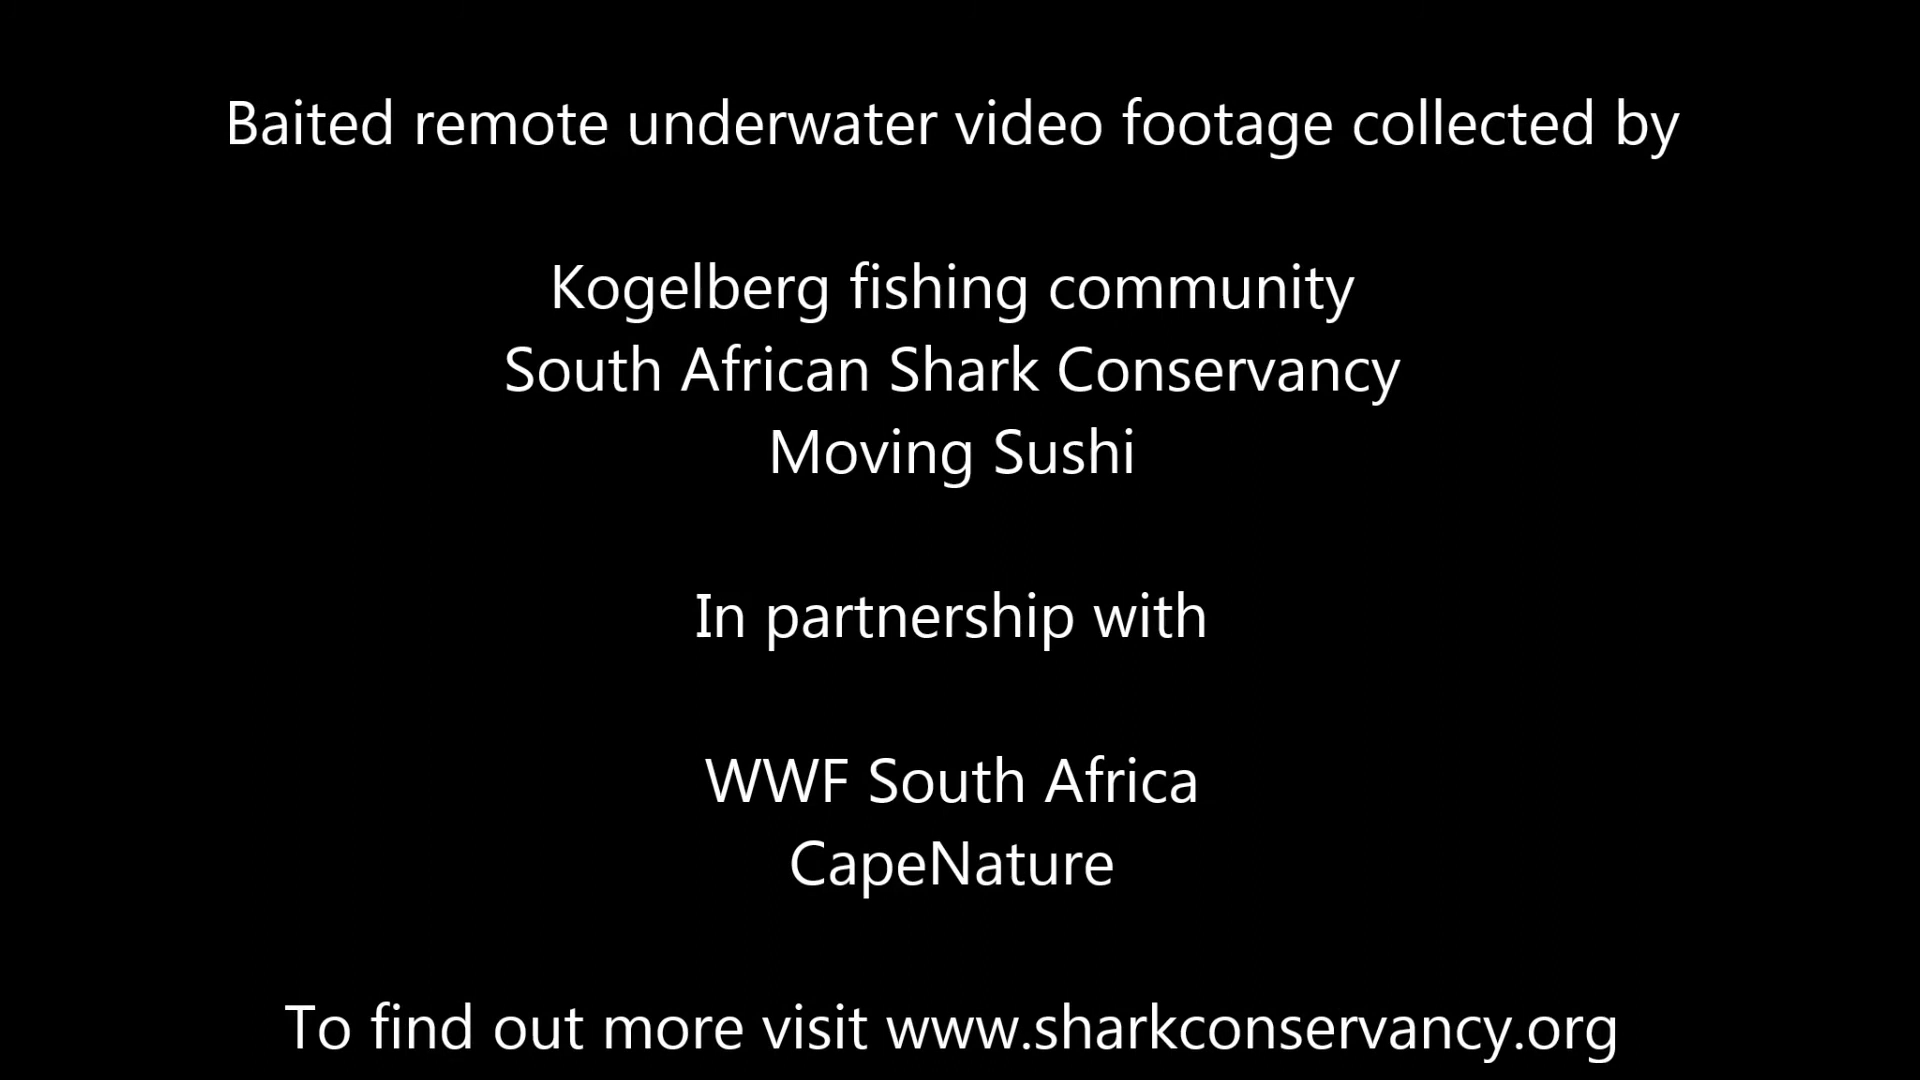 Baited remote underwater video footage collected by
Kogelberg fishing community
South African Shark Conservancy
Moving Sushi
In partnership with
WWF South Africa
CapeNature
To find out more visit www.sharkconservancy.org